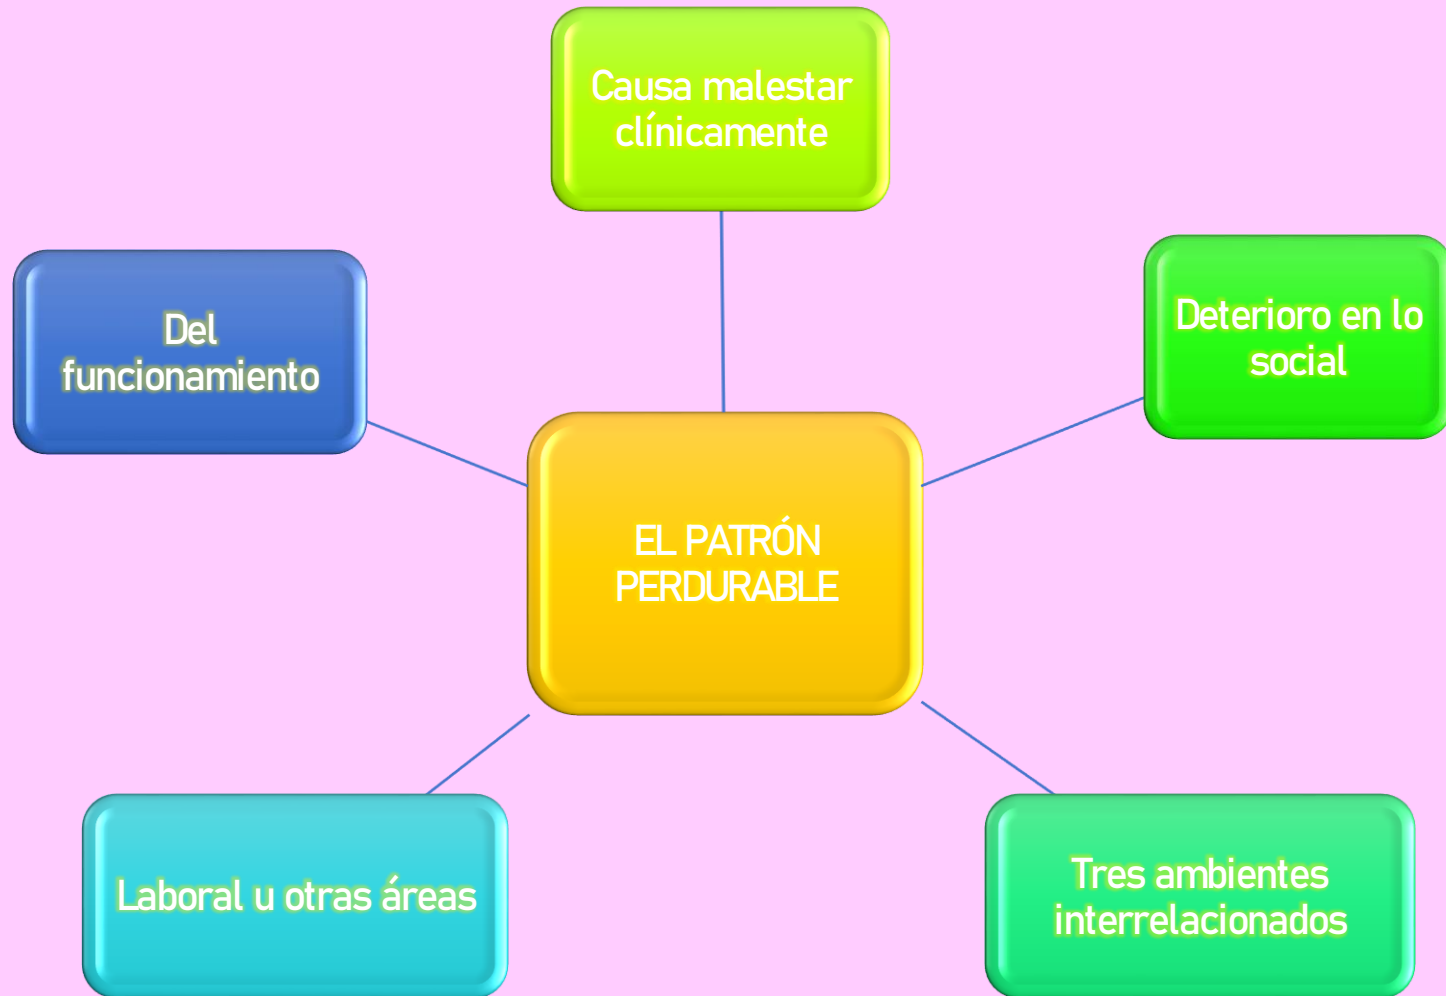 Causa malestar
clínicamente
Deterioro en lo
social
Del
funcionamiento
EL PATRÓN
PERDURABLE
Laboral u otras áreas
Tres ambientes
interrelacionados